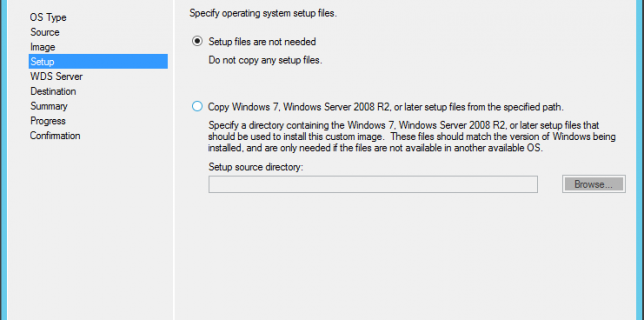 Specify operating system setup files.
OS Type
Source
Image
Setup
WDS Server
Destination
Summary
Progress
Confirmation
Setup files are not needed
Do not copy any setup files.
Copy Windows 7, Windows Server 2008 R2, or later setup files from the specified path.
Specify a directory containing the Windows 7, Windows Server 2008 R2, or later setup files that
should be used to install this custom image.  These files should match the version of Windows being
installed, and are only needed if the files are not available in another available OS.
Setup source directory:
Browse...